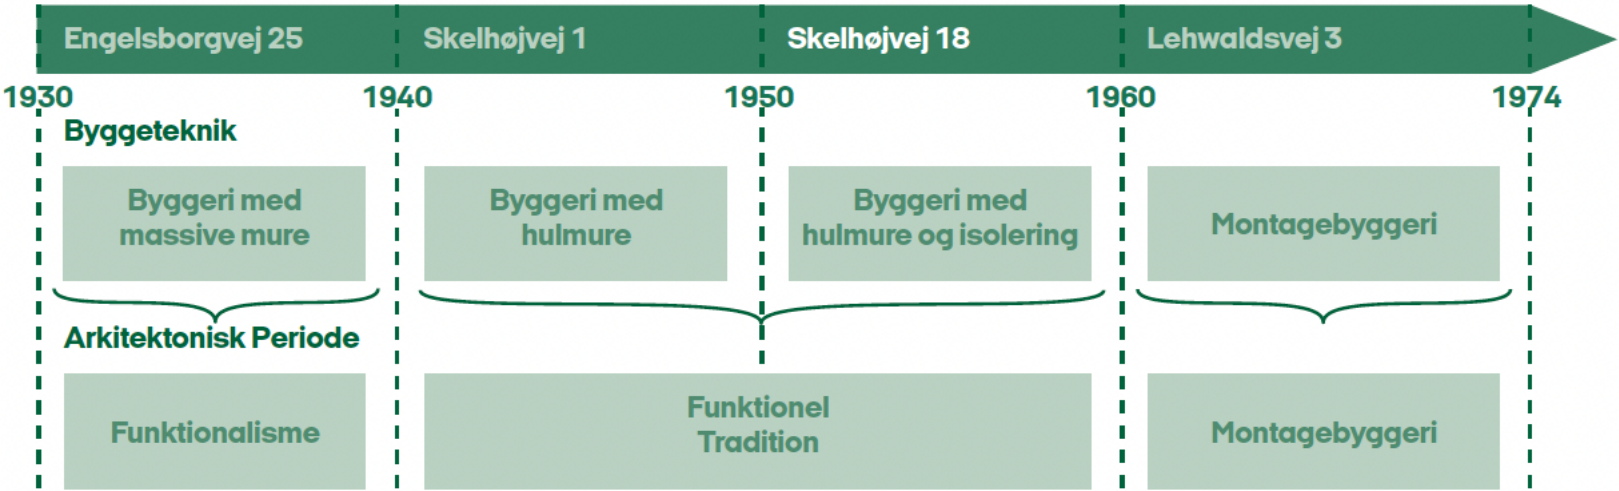 Engelsborgvej 25 Skelhøjvej 1 Skelhøjvej 18 Lehwaldsvej 3
1930 1940 1950 1960 1974
Byggeteknik
Byggeri med
massive mure
Byggeri med
hulmure
Byggeri med
hulmure og isolering
Montagebyggeri
Arkitektonisk Periode
Funktionalisme
Funktionel
Tradition
Montagebyggeri